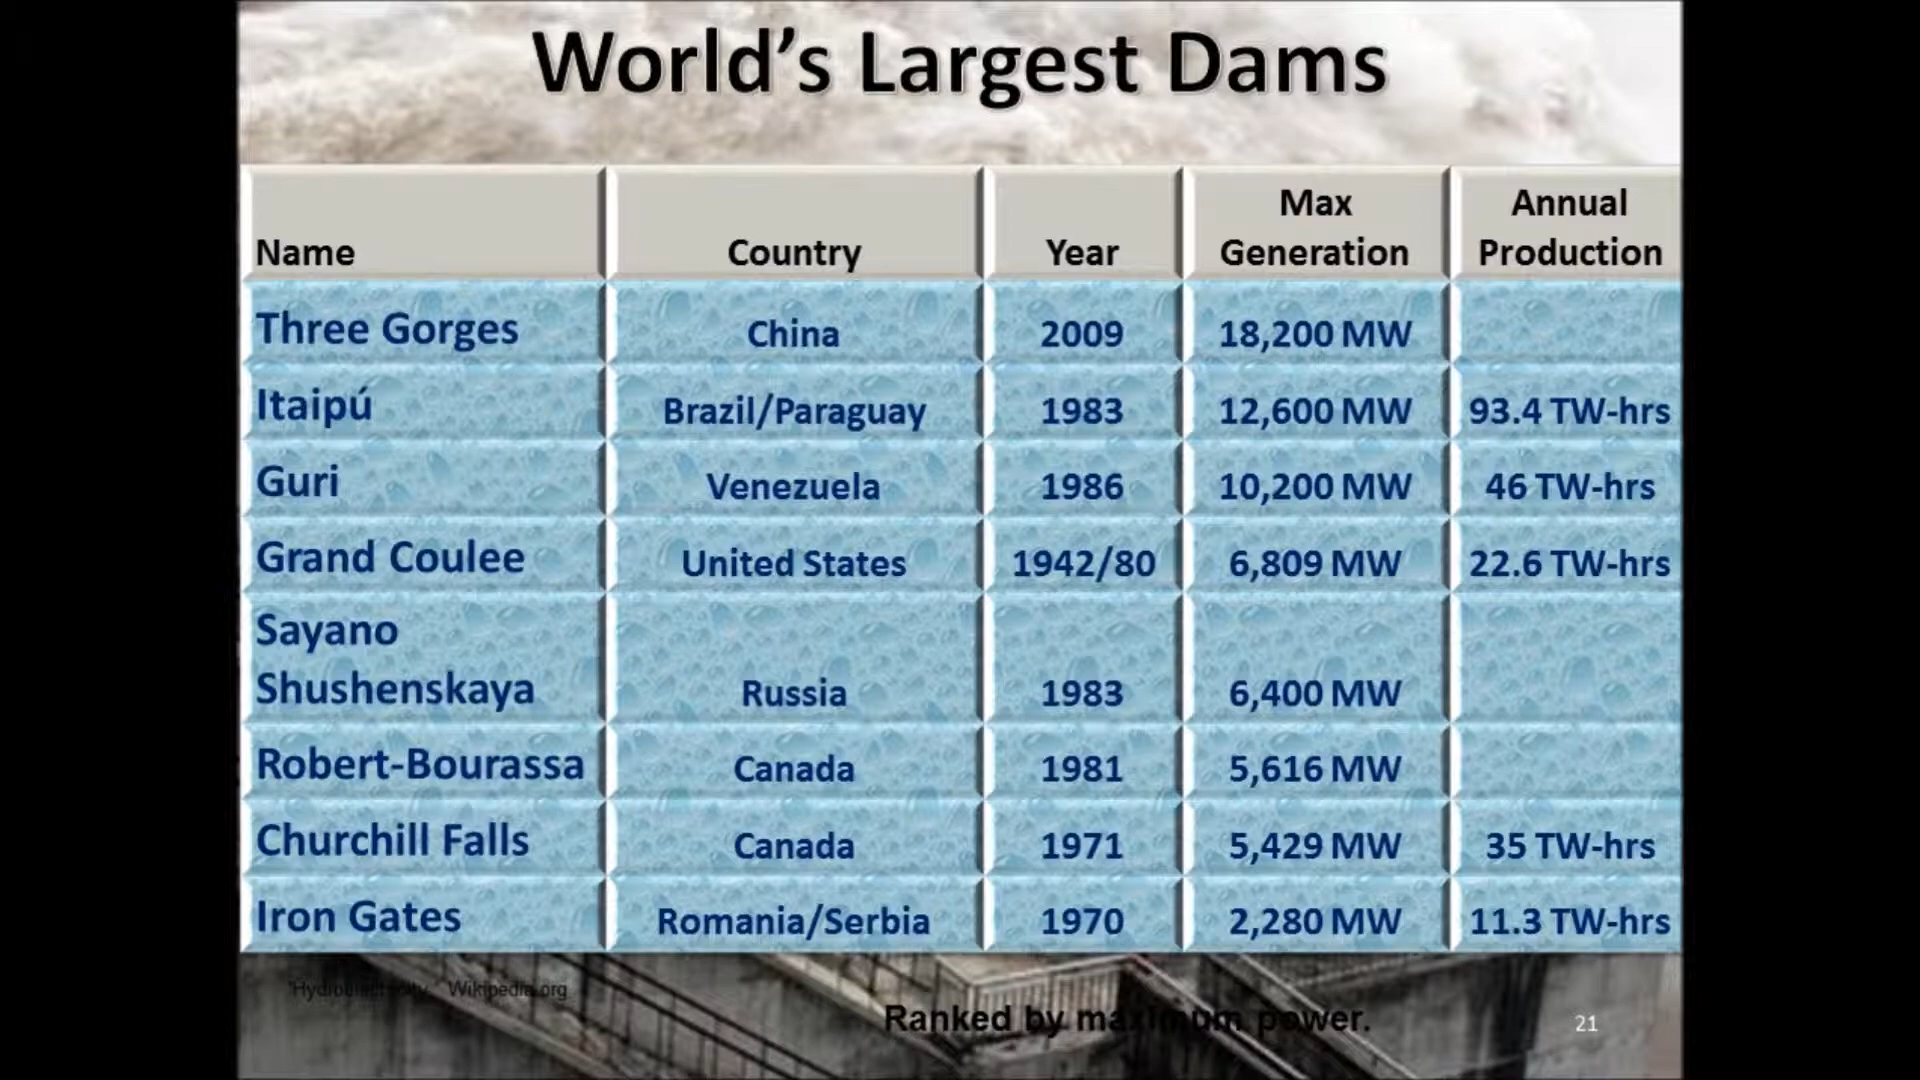 World's Largest Dams
Name Country Year Max Generation Annual Production
Three Gorges China 2009 18,200 MW
Itaipú Brazil/Paraguay 1983 12,600 MW 93.4 TW-hrs
Guri Venezuela 1986 10,200 MW 46 TW-hrs
Grand Coulee United States 1942/80 6,809 MW 22.6 TW-hrs
Sayano
Shushenskaya Russia 1983 6,400 MW
Robert-Bourassa Canada 1981 5,616 MW
Churchill Falls Canada 1971 5,429 MW 35 TW-hrs
Iron Gates Romania/Serbia 1970 2,280 MW 11.3 TW-hrs
"Hydroelectricity," Wikipedia.org
Ranked by maximum power.
21